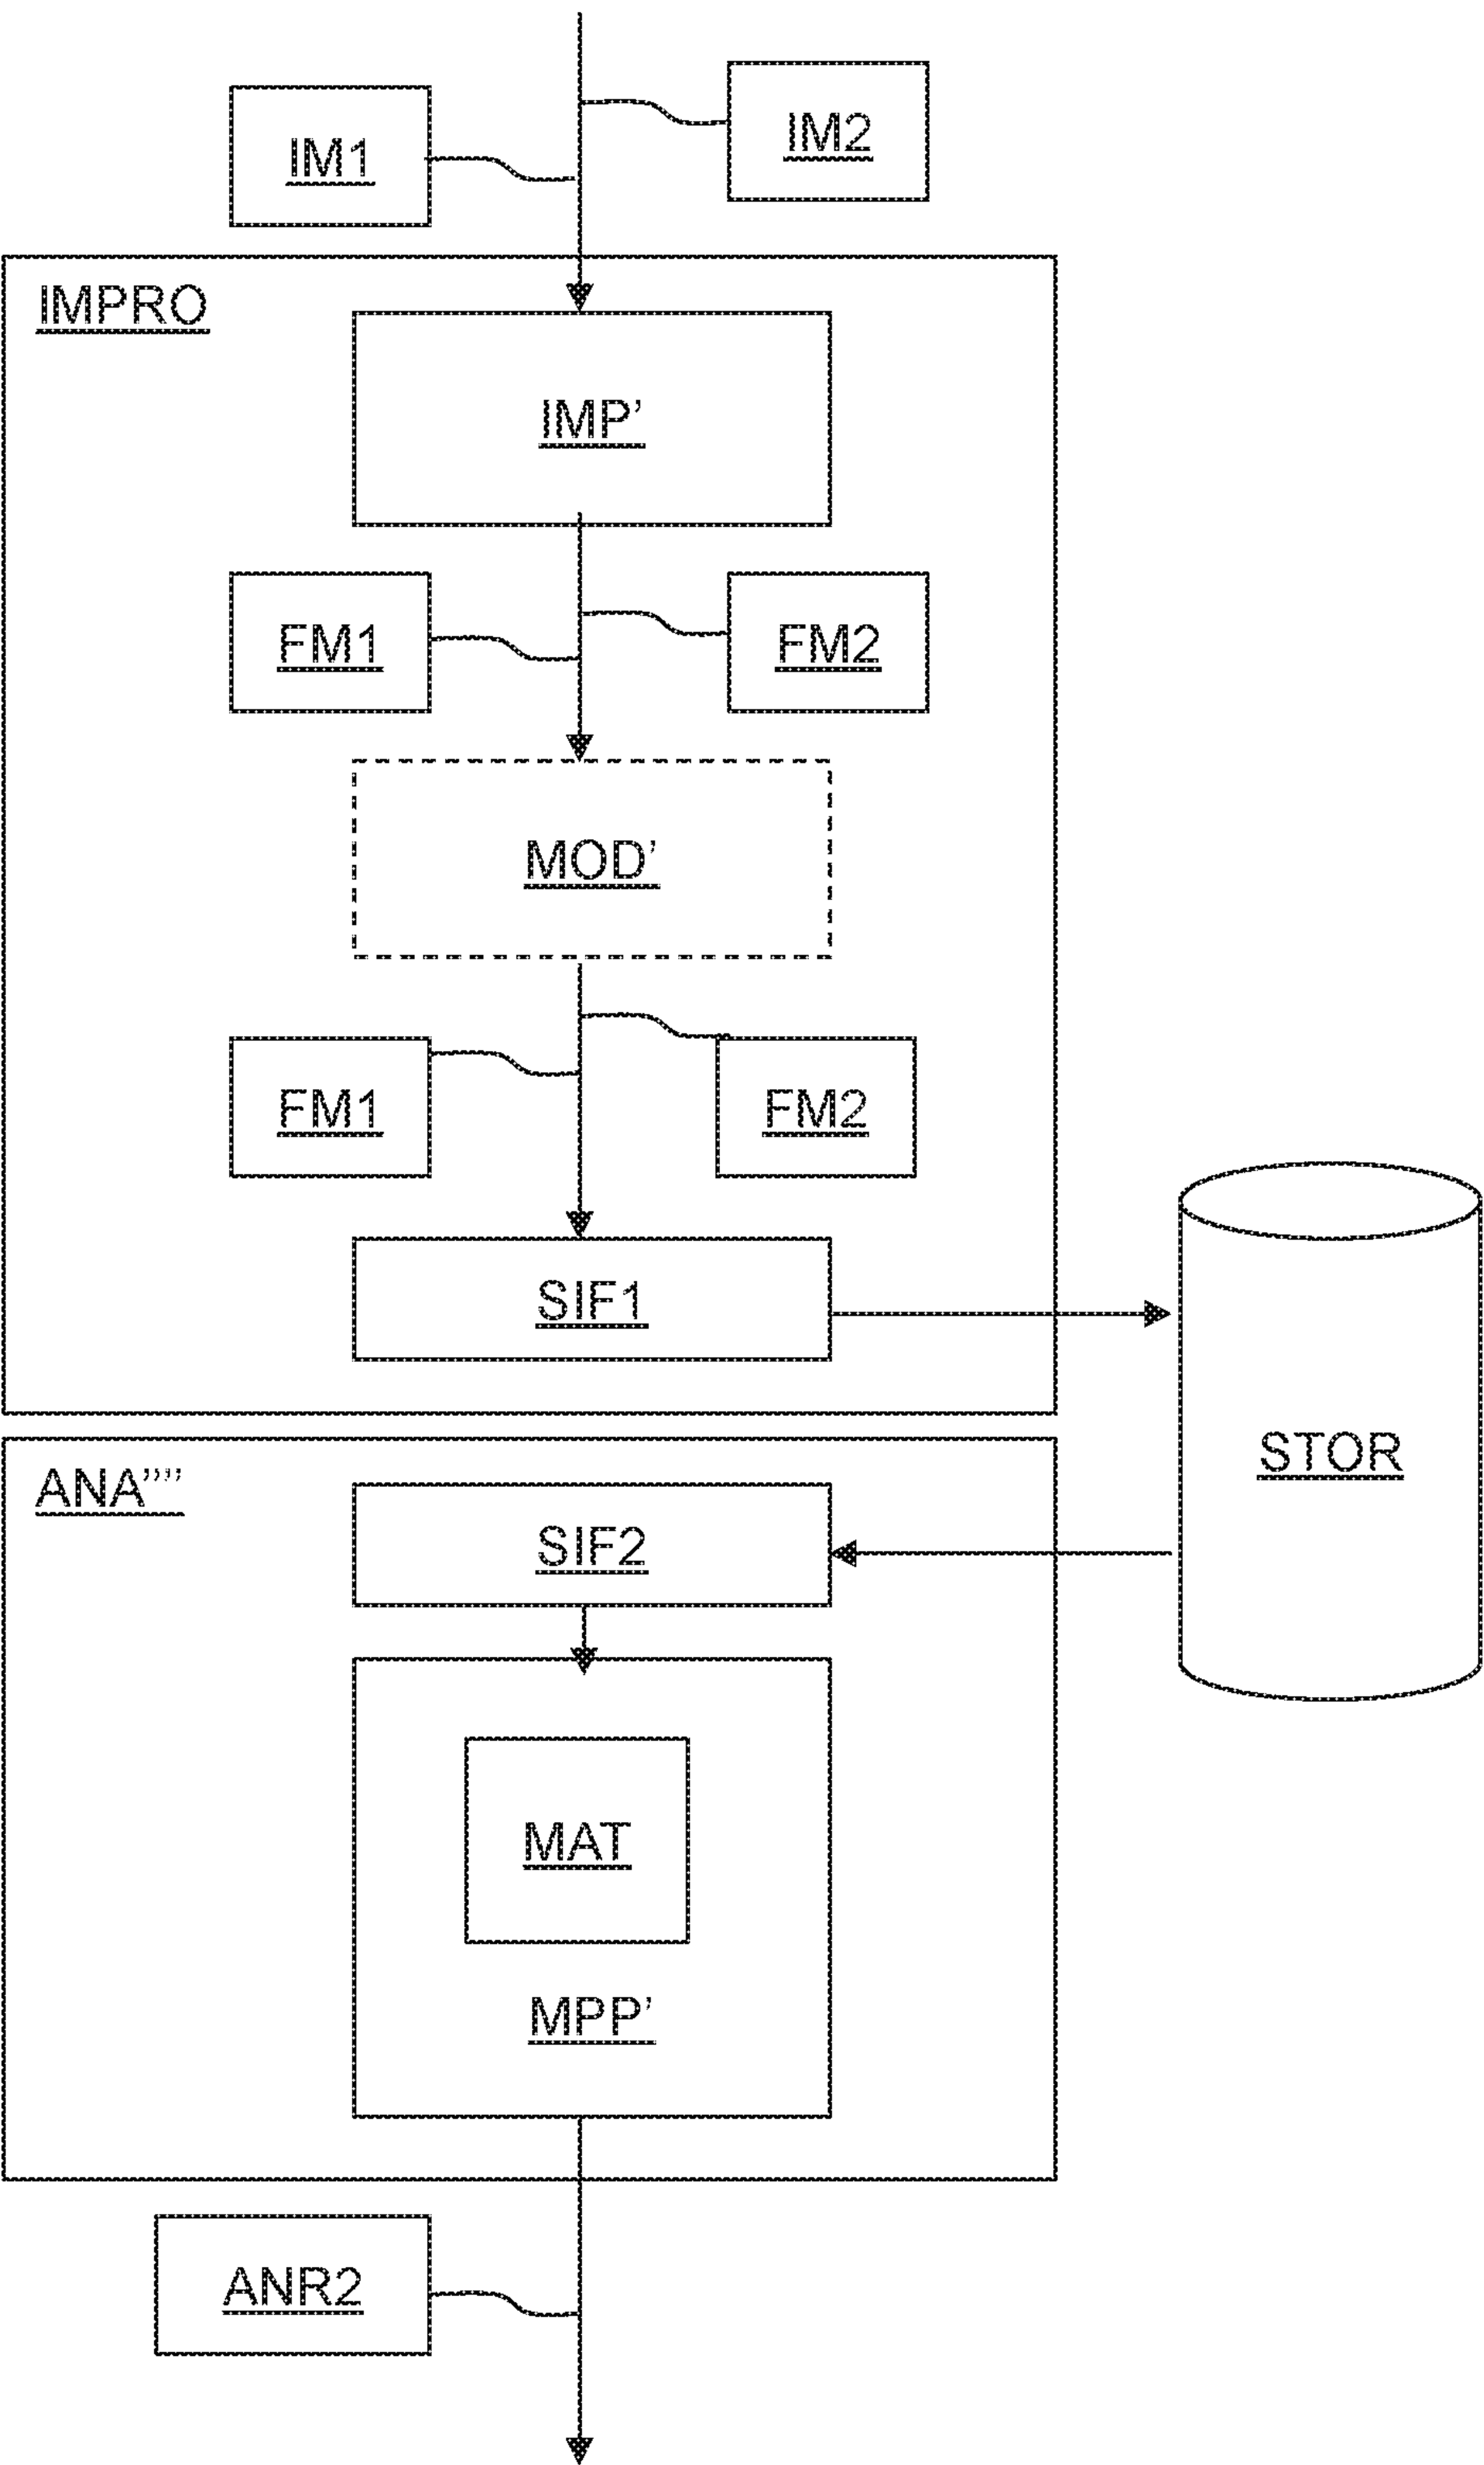 IM1
IM2
IMPRO
IMP’
FM1
FM2
MOD’
FM1
FM2
SIF1
STOR
ANA’’’’
SIF2
MAT
MPP’
ANR2